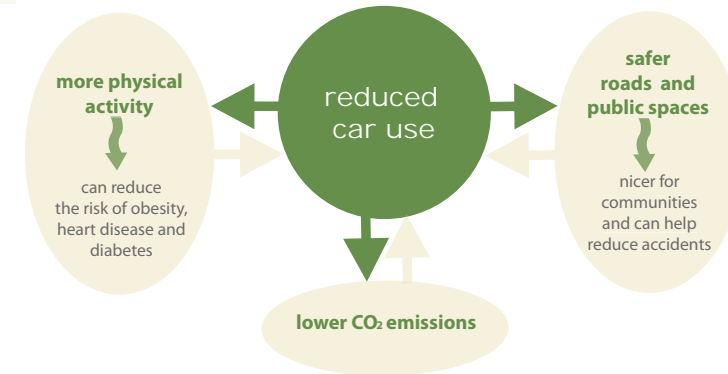 reduced
car use
more physical
activity
can reduce
the risk of obesity,
heart disease and
diabetes
safer
roads and
public spaces
nicer for
communities
and can help
reduce accidents
lower CO₂ emissions